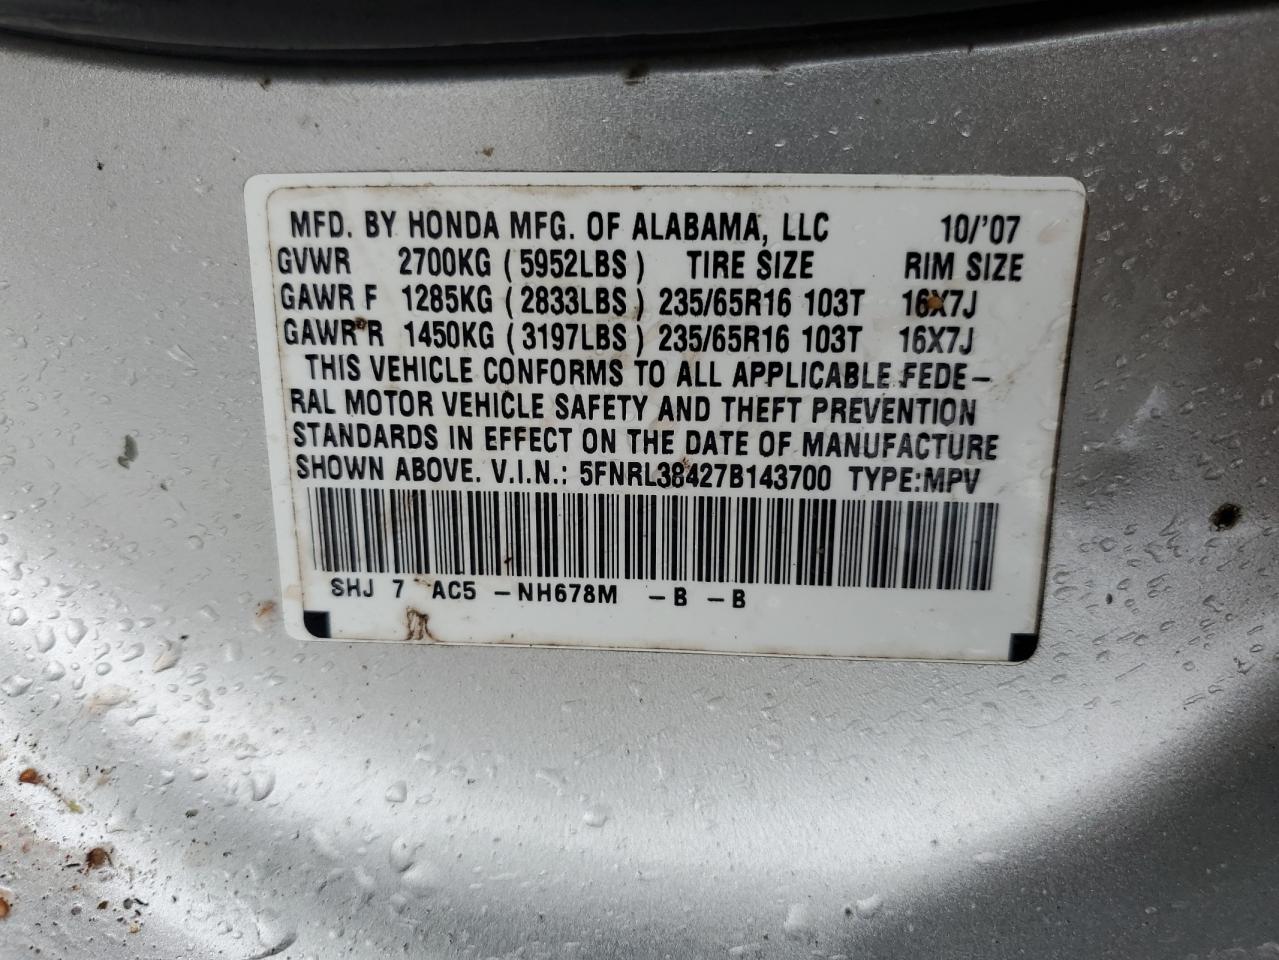 MFD. BY HONDA MFG. OF ALABAMA, LLC 10/'07
GVWR 2700KG (5952LBS) TIRE SIZE RIM SIZE
GAWR F 1285KG (2833LBS) 235/65R16 103T 16X7J
GAWR R 1450KG (3197LBS) 235/65R16 103T 16X7J
THIS VEHICLE CONFORMS TO ALL APPLICABLE FEDE-
RAL MOTOR VEHICLE SAFETY AND THEFT PREVENTION
STANDARDS IN EFFECT ON THE DATE OF MANUFACTURE
SHOWN ABOVE. V.I.N.: 5FNRL38427B143700 TYPE:MPV
SHJ 7 AC5 -NH678M -B -B